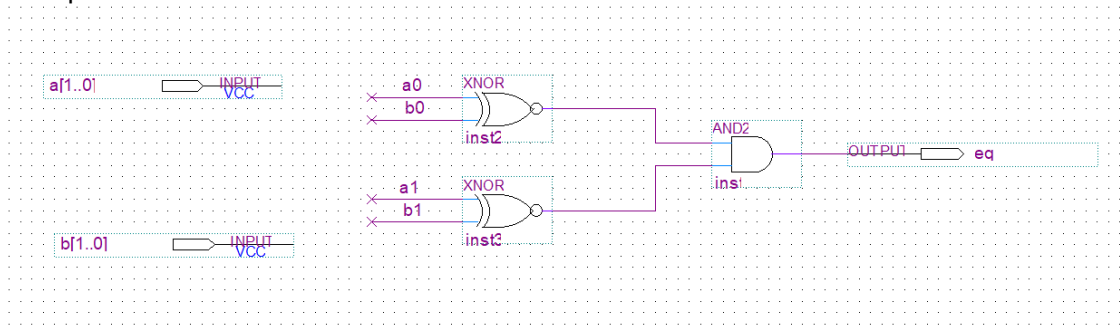 a[1..0]
INPUT
VCC
a0
b0
XNOR
inst2
a1
b1
XNOR
inst3
AND2
inst
OUTPUT
eq
b[1..0]
INPUT
VCC